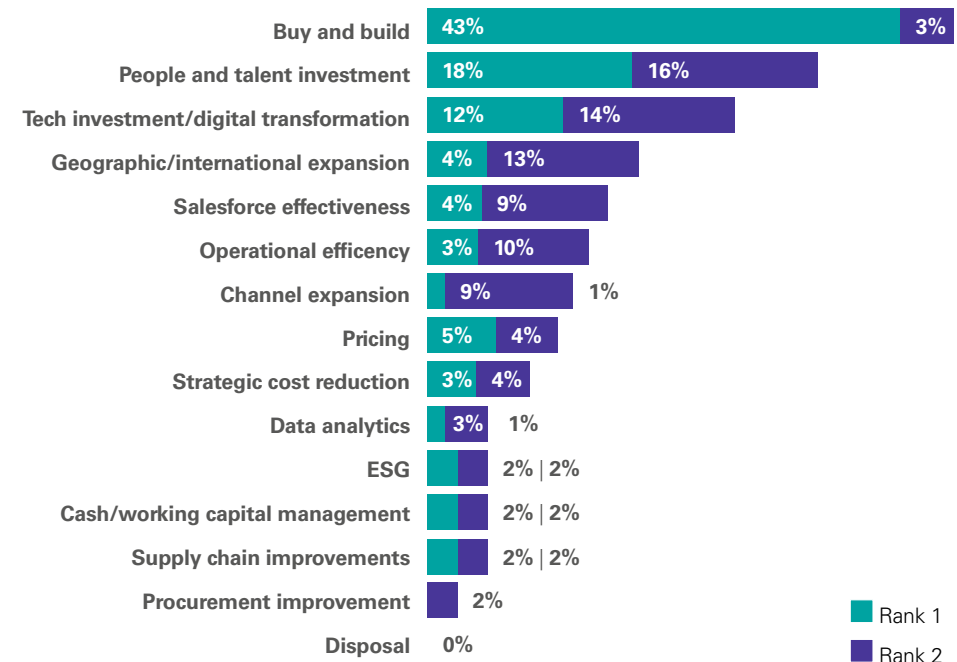 Buy and build 43% 3%
People and talent investment 18% 16%
Tech investment/digital transformation 12% 14%
Geographic/international expansion 4% 13%
Salesforce effectiveness 4% 9%
Operational efficency 3% 10%
Channel expansion 9% 1%
Pricing 5% 4%
Strategic cost reduction 3% 4%
Data analytics 3% 1%
ESG 2% | 2%
Cash/working capital management 2% | 2%
Supply chain improvements 2% | 2%
Procurement improvement 2%
Disposal 0%
Rank 1
Rank 2